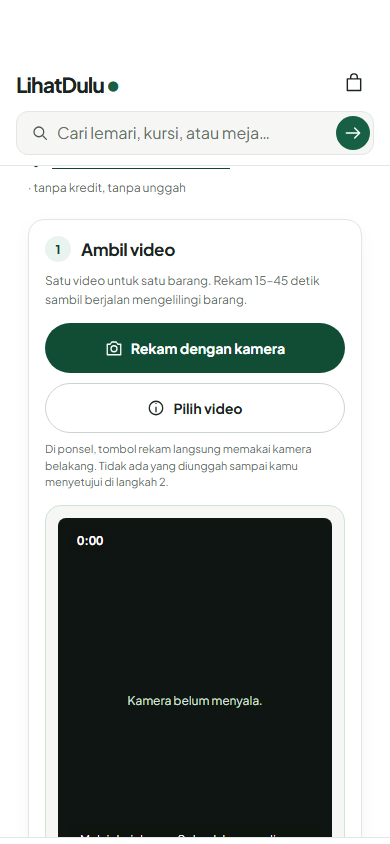 LihatDulu
Cari lemari, kursi, atau meja...
· tanpa kredit, tanpa unggah
1 Ambil video
Satu video untuk satu barang. Rekam 15–45 detik
sambil berjalan mengelilingi barang.
Rekam dengan kamera
Pilih video
Di ponsel, tombol rekam langsung memakai kamera
belakang. Tidak ada yang diunggah sampai kamu
menyetujui di langkah 2.
0:00
Kamera belum menyala.